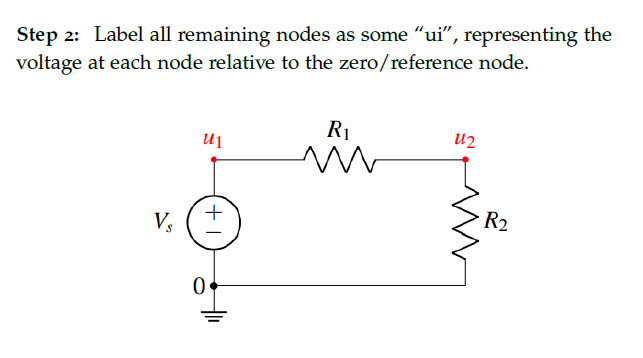 Step 2: Label all remaining nodes as some “ui”, representing the
voltage at each node relative to the zero/reference node.
u1
R1
u2
Vs
+
−
R2
0